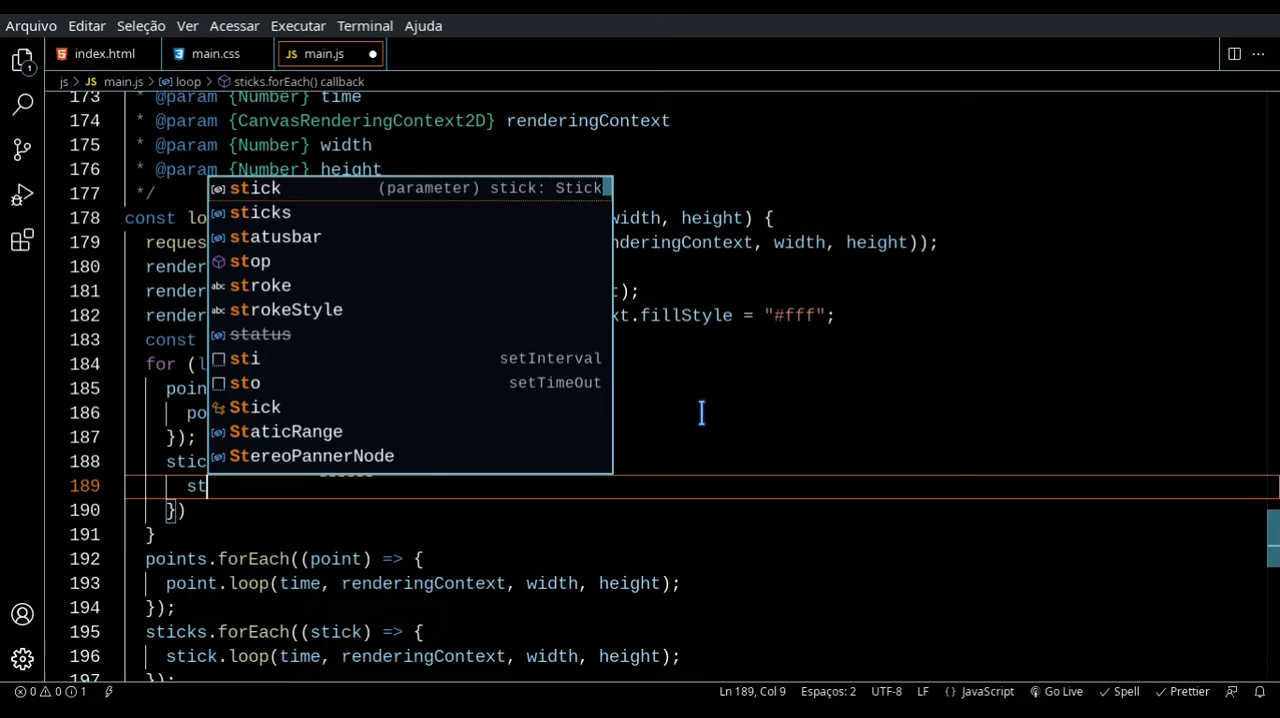 Arquivo Editar Seleção Ver Acessar Executar Terminal Ajuda
index.html main.css JS main.js
js > JS main.js > loop > sticks.forEach() callback
173 * @param {Number} time
174 * @param {CanvasRenderingContext2D} renderingContext
175 * @param {Number} width
176 * @param {Number} height
177 */
stick (parameter) stick: Stick
sticks
statusbar
stop
stroke
strokeStyle
status
sti setInterval
sto setTimeOut
Stick
StaticRange
StereoPannerNode
178 const lo width, height) {
179 reques nderingContext, width, height));
180 render
181 render t);
182 render xt.fillStyle = "#fff";
183 const
184 for (l
185 poin
186 po
187 });
188 stic
189 st
190 })
191 }
192 points.forEach((point) => {
193 point.loop(time, renderingContext, width, height);
194 });
195 sticks.forEach((stick) => {
196 stick.loop(time, renderingContext, width, height);
197 });
1
0 0 1 Ln 189, Col 9 Espaços: 2 UTF-8 LF {} JavaScript Go Live Spell Prettier